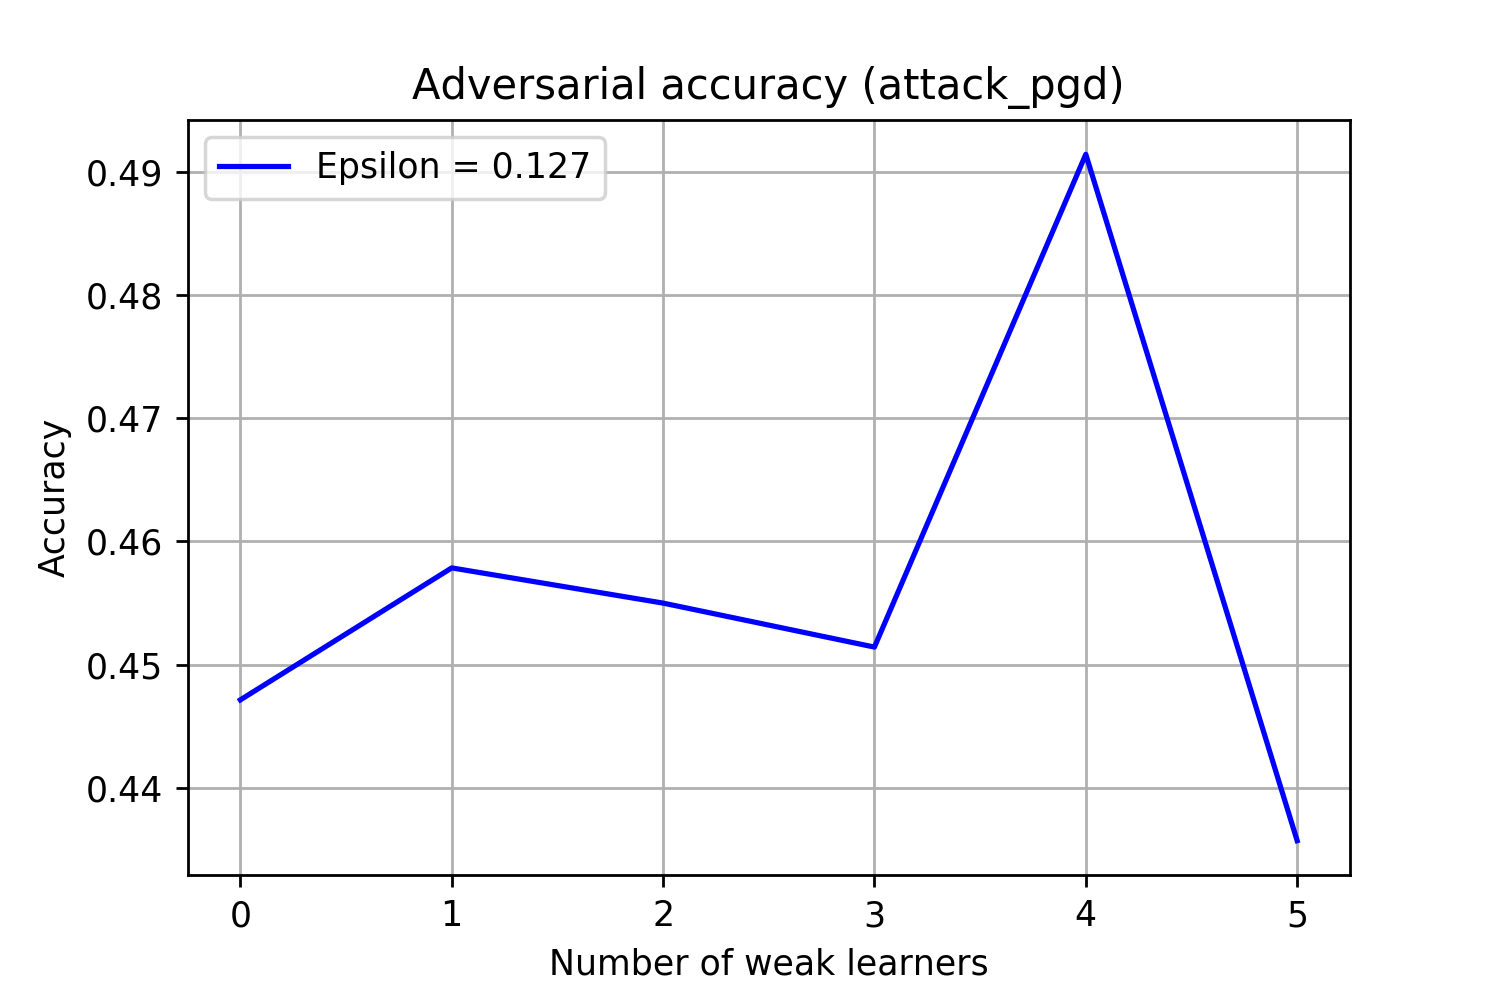 Adversarial accuracy (attack_pgd)
Epsilon = 0.127
0.49
0.48
0.47
0.46
0.45
0.44
Accuracy
0 1 2 3 4 5
Number of weak learners